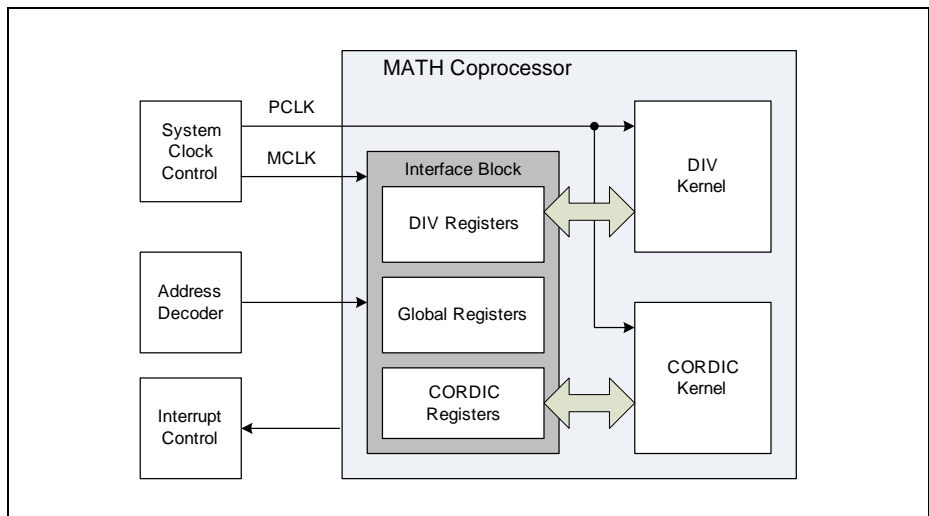 MATH Coprocessor
System
Clock
Control
PCLK
MCLK
Interface Block
DIV Registers
DIV
Kernel
Address
Decoder
Global Registers
CORDIC
Registers
CORDIC
Kernel
Interrupt
Control